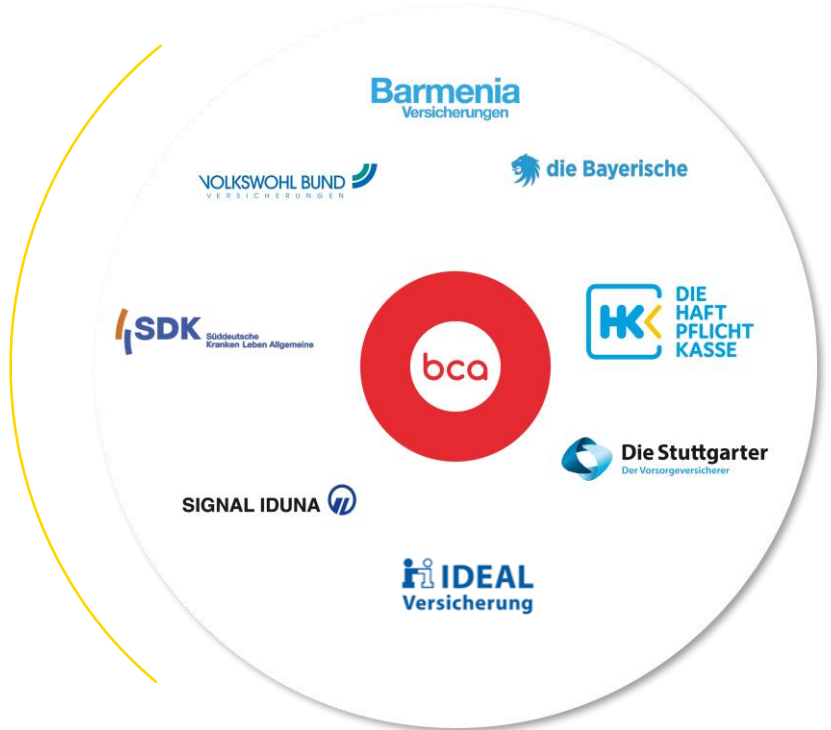 Barmenia
Versicherungen
die Bayerische
VOLKSWOHL BUND
VERSICHERUNGEN
DIE
HAFT
PFLICHT
KASSE
HK
SDK
Süddeutsche
Kranken Leben Allgemeine
bca
Die Stuttgarter
Der Vorsorgeversicherer
SIGNAL IDUNA
IDEAL
Versicherung